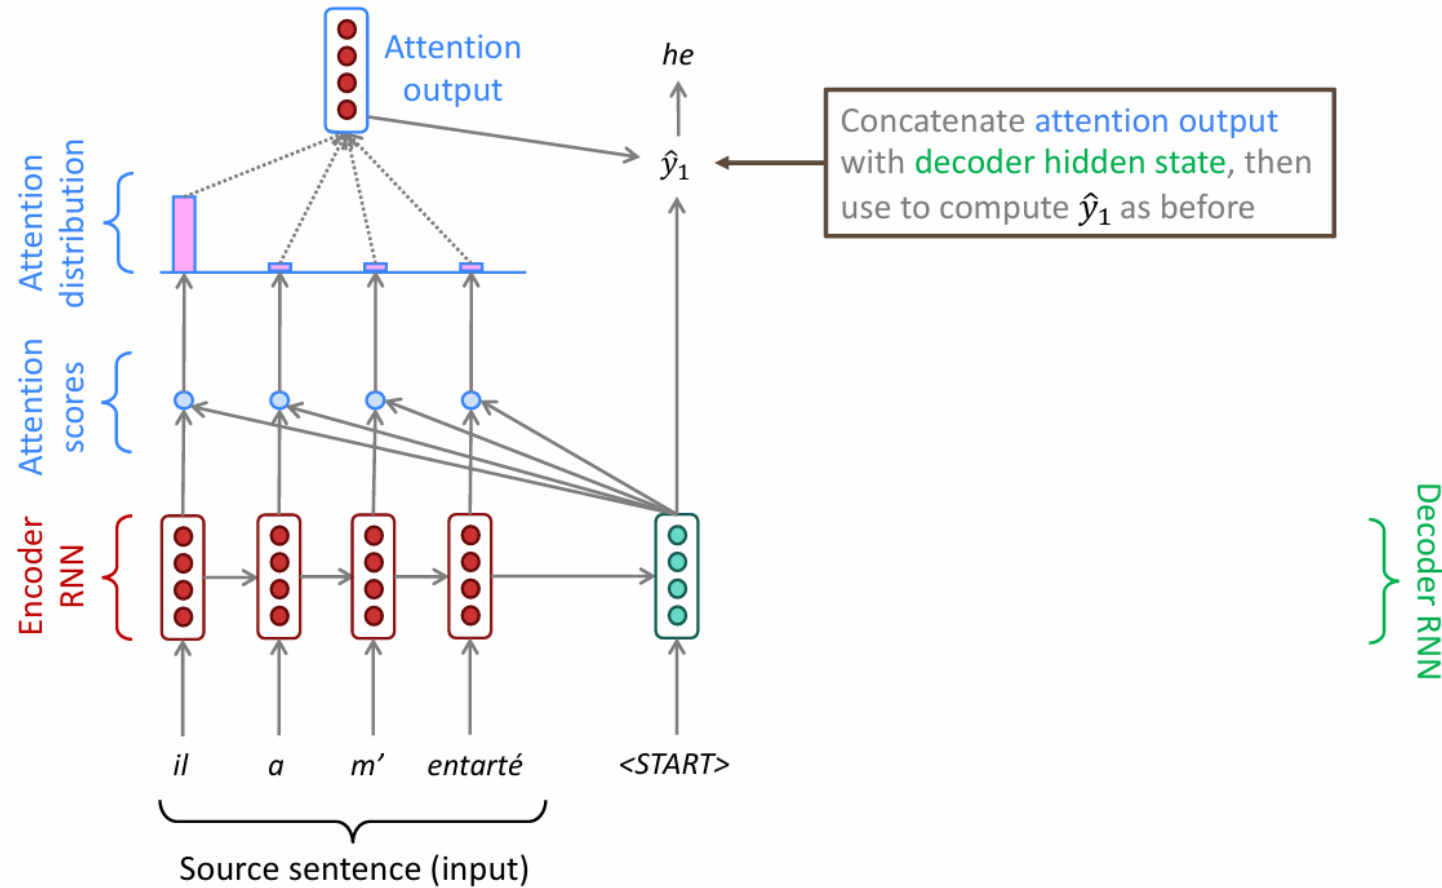 Attention
output
he
Concatenate attention output
with decoder hidden state, then
use to compute ŷ₁ as before
ŷ₁
Attention
distribution
Attention
scores
Encoder
RNN
Decoder RNN
il a m’ entarté <START>
Source sentence (input)